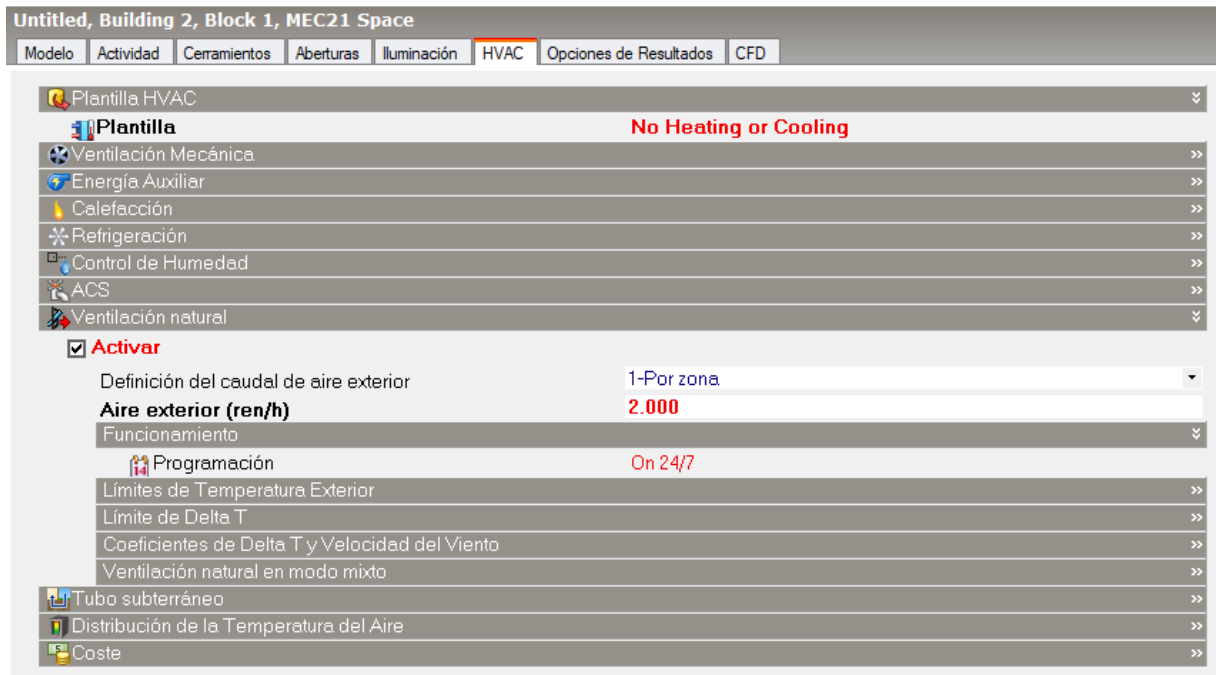 Untitled, Building 2, Block 1, MEC21 Space
Modelo Actividad Cerramientos Aberturas Iluminación HVAC Opciones de Resultados CFD
Plantilla HVAC
Plantilla No Heating or Cooling
Ventilación Mecánica
Energía Auxiliar
Calefacción
Refrigeración
Control de Humedad
ACS
Ventilación natural
Activar
Definición del caudal de aire exterior 1-Por zona
Aire exterior (ren/h) 2.000
Funcionamiento
Programación On 24/7
Límites de Temperatura Exterior
Límite de Delta T
Coeficientes de Delta T y Velocidad del Viento
Ventilación natural en modo mixto
Tubo subterráneo
Distribución de la Temperatura del Aire
Coste